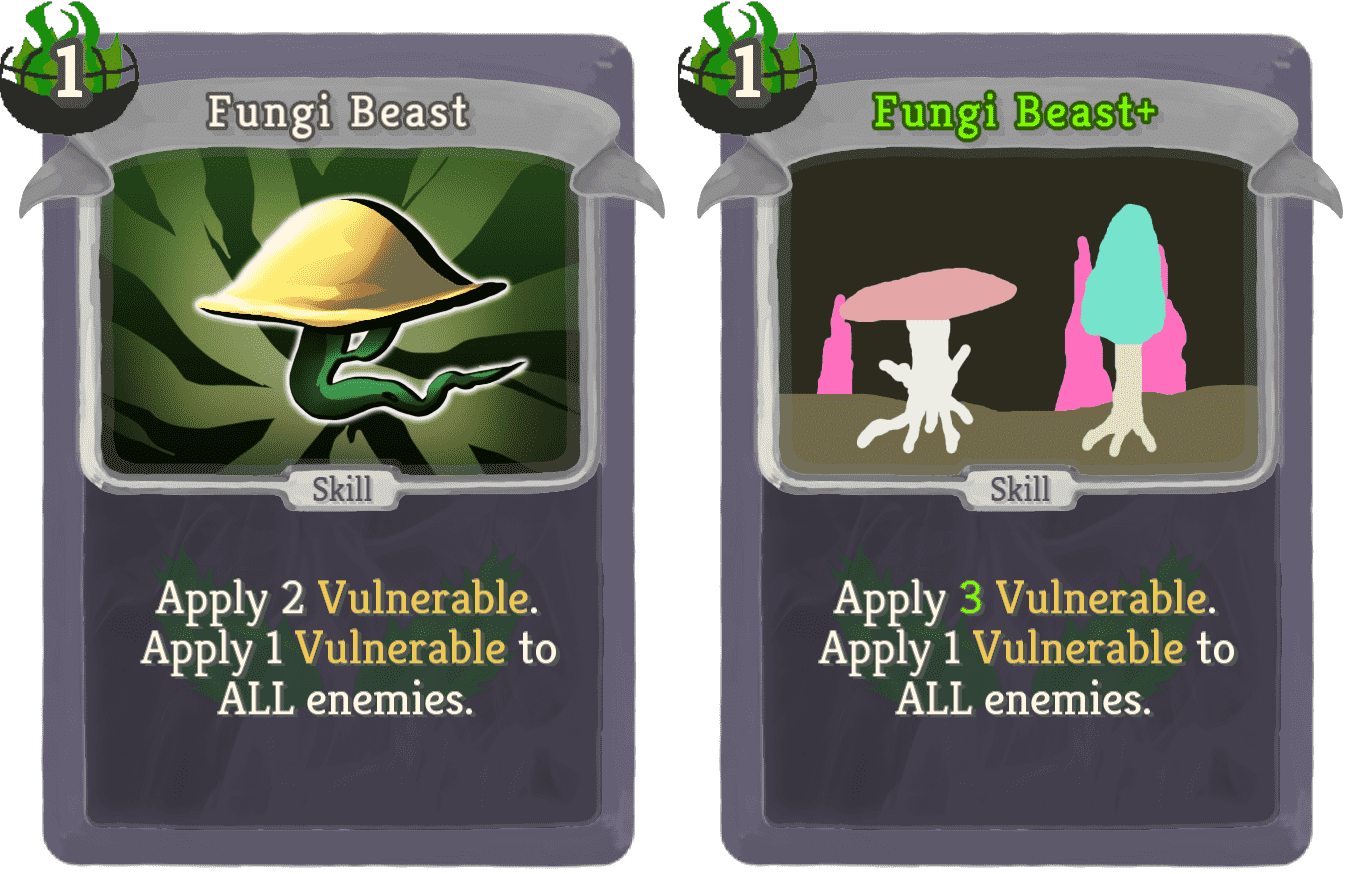 1
Fungi Beast
Skill
Apply 2 Vulnerable.
Apply 1 Vulnerable to
ALL enemies.
1
Fungi Beast+
Skill
Apply 3 Vulnerable.
Apply 1 Vulnerable to
ALL enemies.